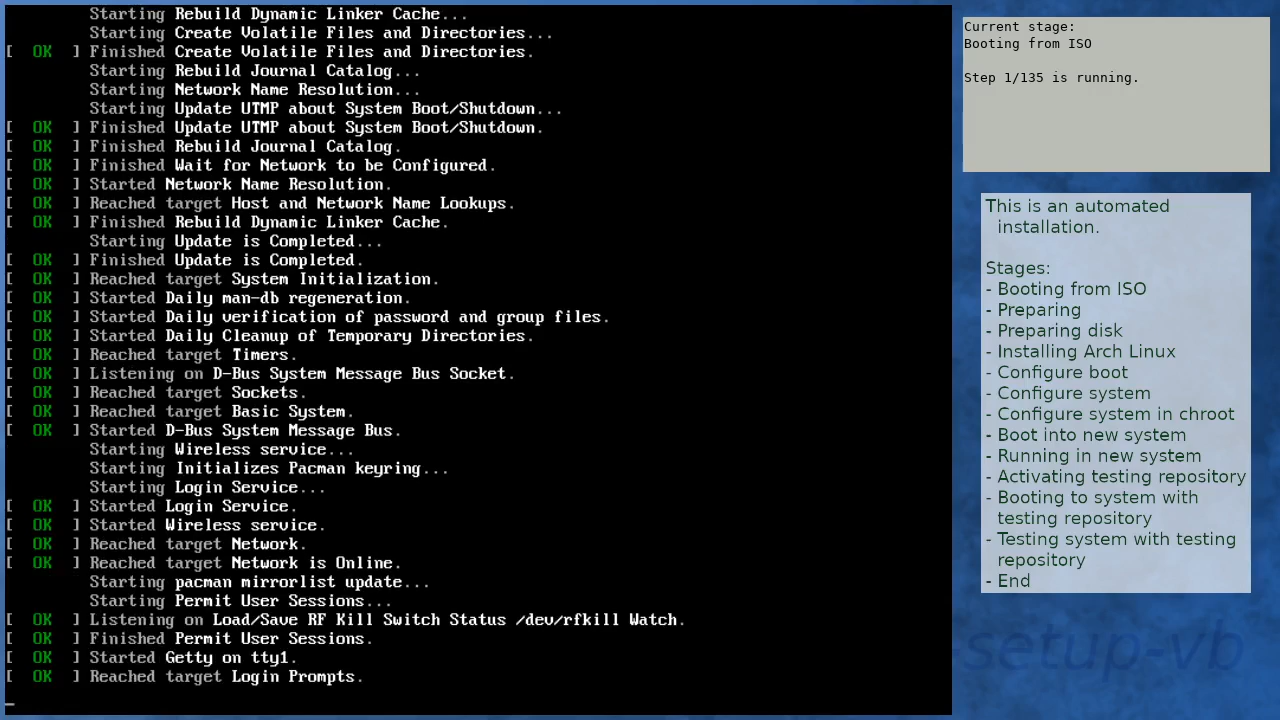 Starting Rebuild Dynamic Linker Cache...
Starting Create Volatile Files and Directories...
[  OK  ] Finished Create Volatile Files and Directories.
Starting Rebuild Journal Catalog...
Starting Network Name Resolution...
Starting Update UTMP about System Boot/Shutdown...
[  OK  ] Finished Update UTMP about System Boot/Shutdown.
[  OK  ] Finished Rebuild Journal Catalog.
[  OK  ] Finished Wait for Network to be Configured.
[  OK  ] Started Network Name Resolution.
[  OK  ] Reached target Host and Network Name Lookups.
[  OK  ] Finished Rebuild Dynamic Linker Cache.
Starting Update is Completed...
[  OK  ] Finished Update is Completed.
[  OK  ] Reached target System Initialization.
[  OK  ] Started Daily man-db regeneration.
[  OK  ] Started Daily verification of password and group files.
[  OK  ] Started Daily Cleanup of Temporary Directories.
[  OK  ] Reached target Timers.
[  OK  ] Listening on D-Bus System Message Bus Socket.
[  OK  ] Reached target Sockets.
[  OK  ] Reached target Basic System.
[  OK  ] Started D-Bus System Message Bus.
Starting Wireless service...
Starting Initializes Pacman keyring...
Starting Login Service...
[  OK  ] Started Login Service.
[  OK  ] Started Wireless service.
[  OK  ] Reached target Network.
[  OK  ] Reached target Network is Online.
Starting pacman mirrorlist update...
Starting Permit User Sessions...
[  OK  ] Listening on Load/Save RF Kill Switch Status /dev/rfkill Watch.
[  OK  ] Finished Permit User Sessions.
[  OK  ] Started Getty on tty1.
[  OK  ] Reached target Login Prompts.
Current stage:
Booting from ISO
Step 1/135 is running.
This is an automated
installation.
Stages:
- Booting from ISO
- Preparing
- Preparing disk
- Installing Arch Linux
- Configure boot
- Configure system
- Configure system in chroot
- Boot into new system
- Running in new system
- Activating testing repository
- Booting to system with
testing repository
- Testing system with testing
repository
- End
-setup-vb